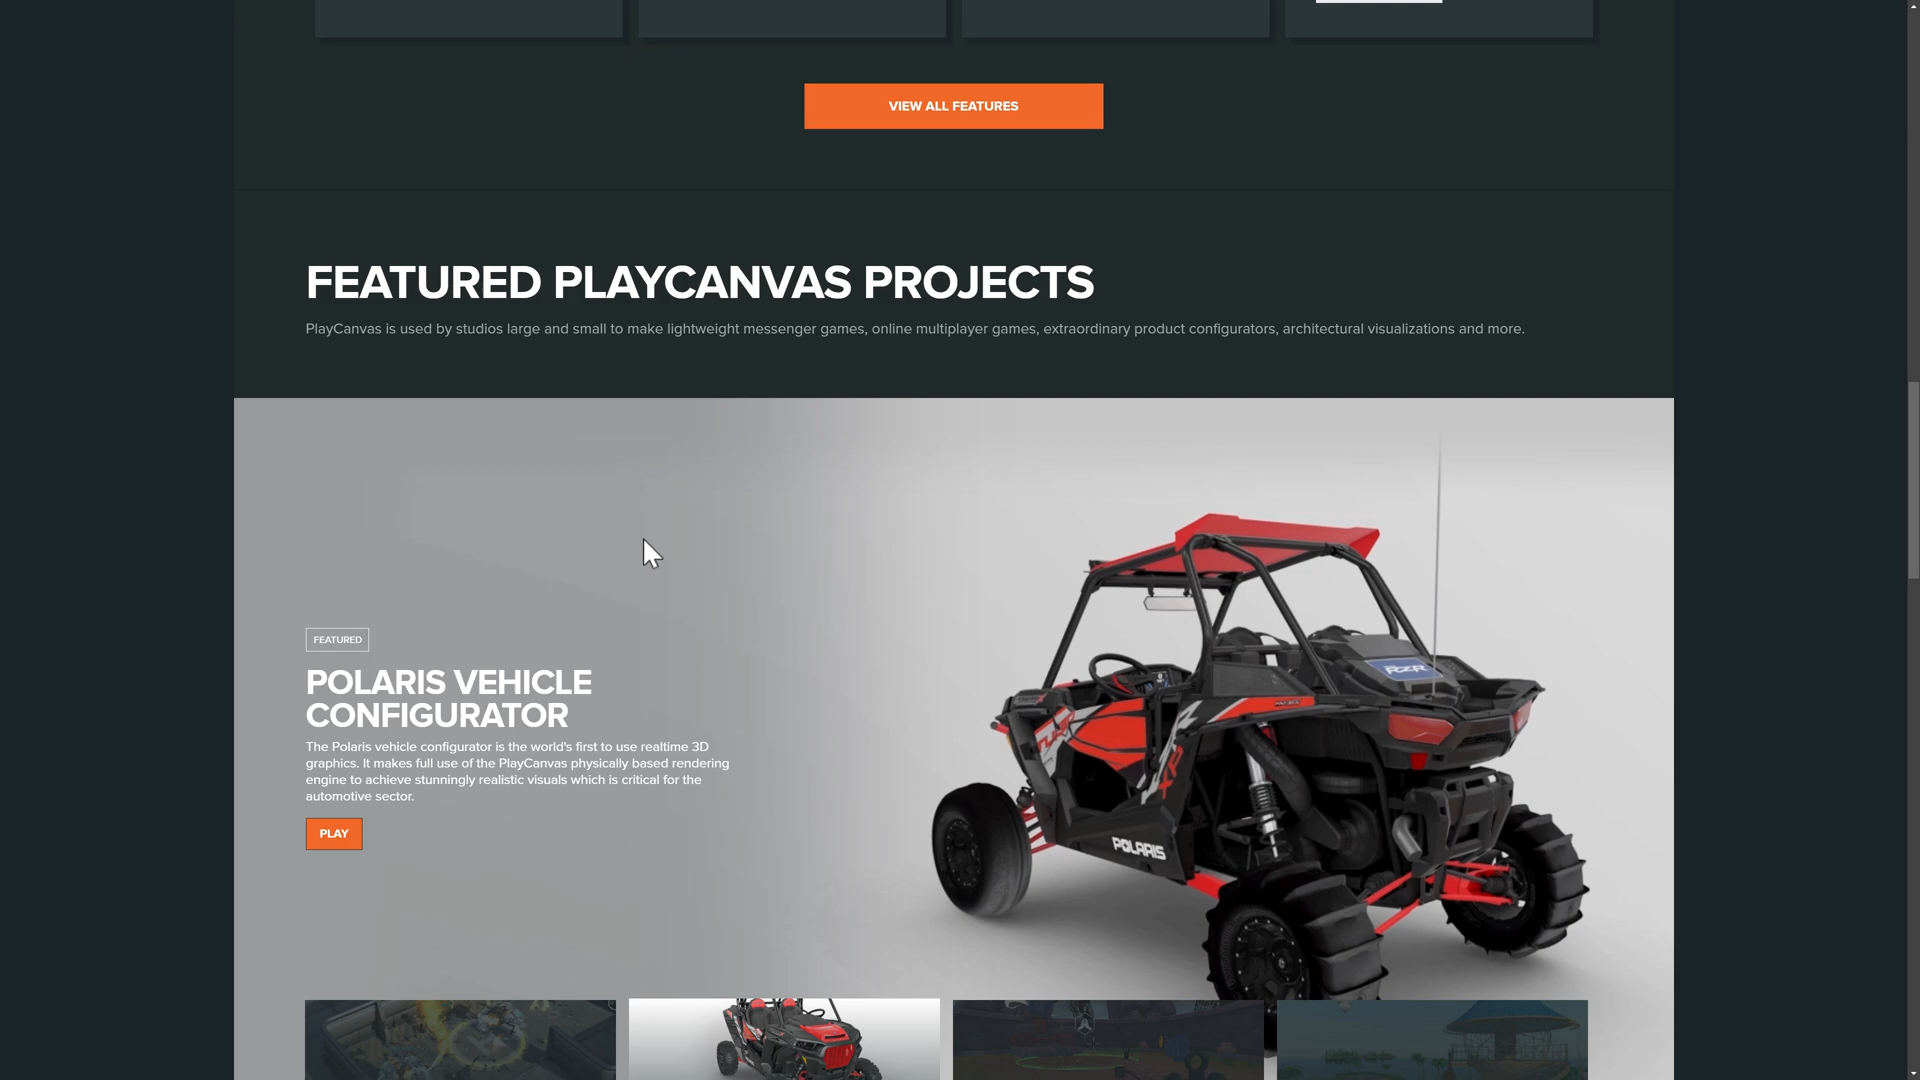 VIEW ALL FEATURES
FEATURED PLAYCANVAS PROJECTS
PlayCanvas is used by studios large and small to make lightweight messenger games, online multiplayer games, extraordinary product configurators, architectural visualizations and more.
FEATURED
POLARIS VEHICLE
CONFIGURATOR
The Polaris vehicle configurator is the world's first to use realtime 3D
graphics. It makes full use of the PlayCanvas physically based rendering
engine to achieve stunningly realistic visuals which is critical for the
automotive sector.
PLAY
RZR
POLARIS